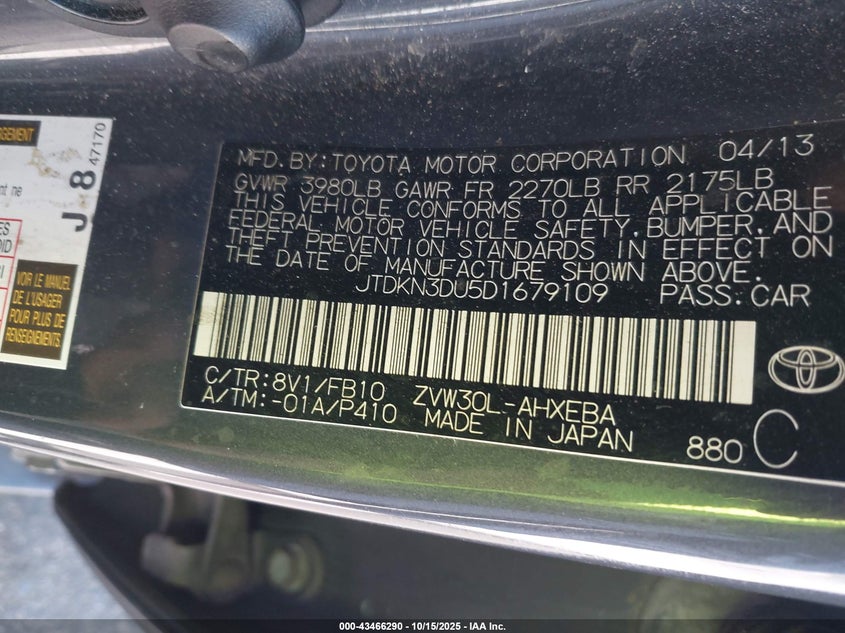 RGEMENT
J 8 47170
VOIR LE MANUEL
POUR PLUS DE
RENSEIGNEMENTS.
MFD. BY: TOYOTA MOTOR CORPORATION 04/13
GVWR 3980LB GAWR FR 2270LB RR 2175LB
THIS VEHICLE CONFORMS TO ALL APPLICABLE
FEDERAL MOTOR VEHICLE SAFETY, BUMPER, AND
THEFT PREVENTION STANDARDS IN EFFECT ON
THE DATE OF MANUFACTURE SHOWN ABOVE.
JTDKN3DU5D1679109 PASS. CAR
C/TR: 8V1/FB10 ZVW30L-AHXEBA
A/TM: -01A/P410 MADE IN JAPAN
880 C
000-43466290 - 10/15/2025 - IAA Inc.